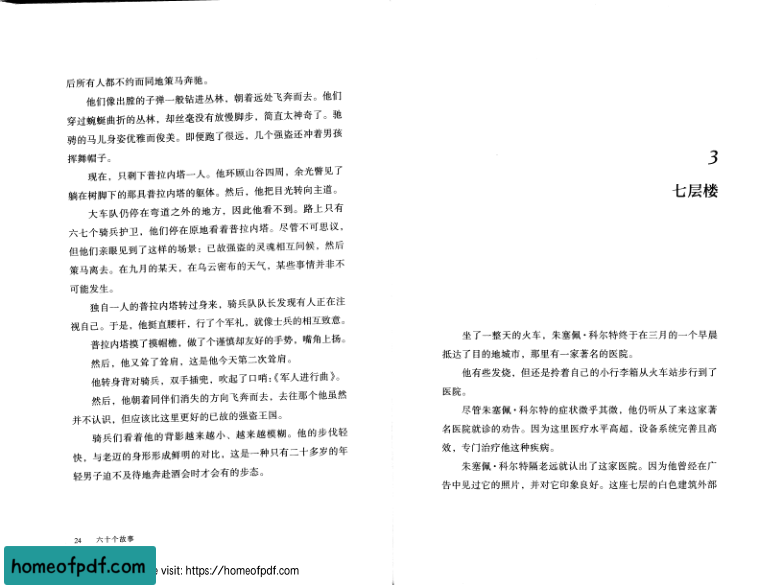 后所有人都不约而同地策马奔驰。
他们像出膛的子弹一般钻进丛林，朝着远处飞奔而去。他们
穿过蜿蜒曲折的丛林，却丝毫没有放慢脚步，简直太神奇了。驰
骋的马儿身姿优雅而俊美。即便跑了很远，几个强盗还冲着男孩
挥舞帽子。
现在，只剩下普拉内塔一人。他环顾山谷四周，余光瞥见了
躺在树脚下的那具普拉内塔的躯体。然后，他把目光转向主道。
大车队仍停在弯道之外的地方，因此他看不到。路上只有
六七个骑兵护卫，他们停在原地看着普拉内塔。尽管不可思议，
但他们亲眼见到了这样的场景：已故强盗的灵魂相互问候，然后
策马离去。在九月的某天，在乌云密布的天气，某些事情并非不
可能发生。
独自一人的普拉内塔转过身来，骑兵队队长发现有人正在注
视自己。于是，他挺直腰杆，行了个军礼，就像士兵的相互致意。
普拉内塔摸了摸帽檐，做了个谨慎却友好的手势，嘴角上扬。
然后，他又耸了耸肩，这是他今天第二次耸肩。
他转身背对骑兵，双手插兜，吹起了口哨：《军人进行曲》。
然后，他朝着同伴们消失的方向飞奔而去，去往那个他虽然
并不认识，但应该比这里更好的已故的强盗王国。
骑兵们看着他的背影越来越小、越来越模糊。他的步伐轻
快，与老迈的身形形成鲜明的对比，这是一种只有二十多岁的年
轻男子迫不及待地奔赴酒会时才会有的步态。
24 六十个故事
3
七层楼
坐了一整天的火车，朱塞佩·科尔特终于在三月的一个早晨
抵达了目的地城市，那里有一家著名的医院。
他有些发烧，但还是拎着自己的小行李箱从火车站步行到了
医院。
尽管朱塞佩·科尔特的症状微乎其微，他仍听从了来这家著
名医院就诊的劝告。因为这里医疗水平高超，设备系统完善且高
效，专门治疗他这种疾病。
朱塞佩·科尔特隔老远就认出了这家医院。因为他曾经在广
告中见过它的照片，并对它印象良好。这座七层的白色建筑外部
homeofpdf.com
e visit: https://homeofpdf.com